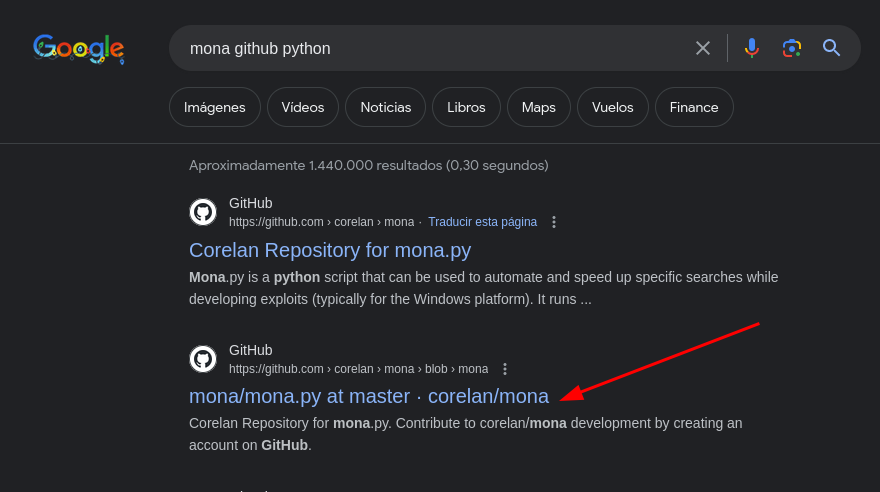 Google
mona github python
Imágenes
Vídeos
Noticias
Libros
Maps
Vuelos
Finance
Aproximadamente 1.440.000 resultados (0,30 segundos)
GitHub
https://github.com › corelan › mona · Traducir esta página
Corelan Repository for mona.py
Mona.py is a python script that can be used to automate and speed up specific searches while
developing exploits (typically for the Windows platform). It runs ...
GitHub
https://github.com › corelan › mona › blob › mona
mona/mona.py at master · corelan/mona
Corelan Repository for mona.py. Contribute to corelan/mona development by creating an
account on GitHub.